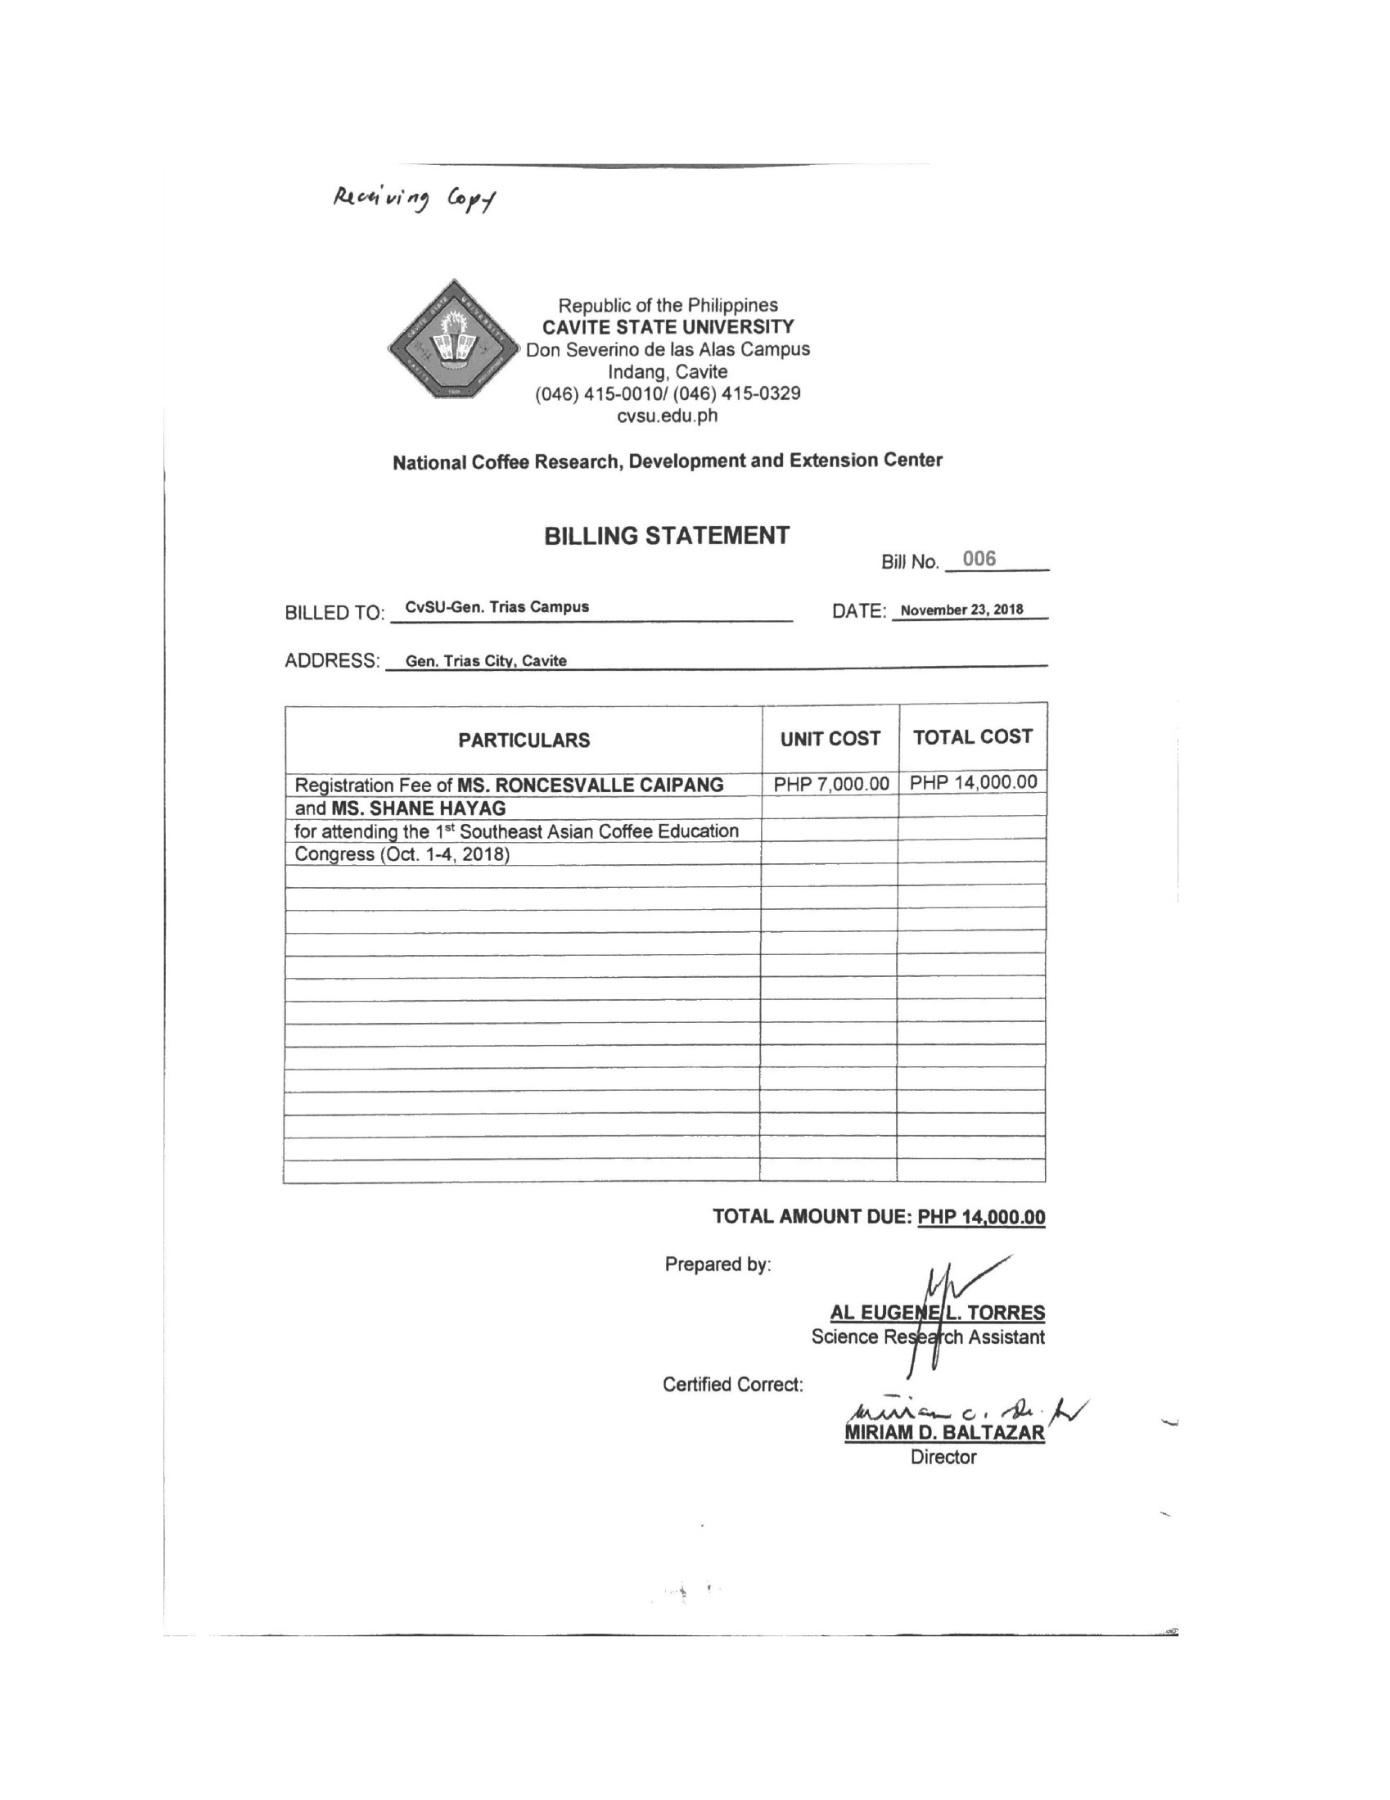 Receiving Copy
Republic of the Philippines
CAVITE STATE UNIVERSITY
Don Severino de las Alas Campus
Indang, Cavite
(046) 415-0010/ (046) 415-0329
cvsu.edu.ph
National Coffee Research, Development and Extension Center
BILLING STATEMENT
Bill No. 006
BILLED TO: CvSU-Gen. Trias Campus DATE: November 23, 2018
ADDRESS: Gen. Trias City, Cavite
PARTICULARS UNIT COST TOTAL COST
Registration Fee of MS. RONCESVALLE CAIPANG PHP 7,000.00 PHP 14,000.00
and MS. SHANE HAYAG
for attending the 1st Southeast Asian Coffee Education
Congress (Oct. 1-4, 2018)
TOTAL AMOUNT DUE: PHP 14,000.00
Prepared by:
AL EUGENE L. TORRES
Science Research Assistant
Certified Correct:
MIRIAM D. BALTAZAR
Director